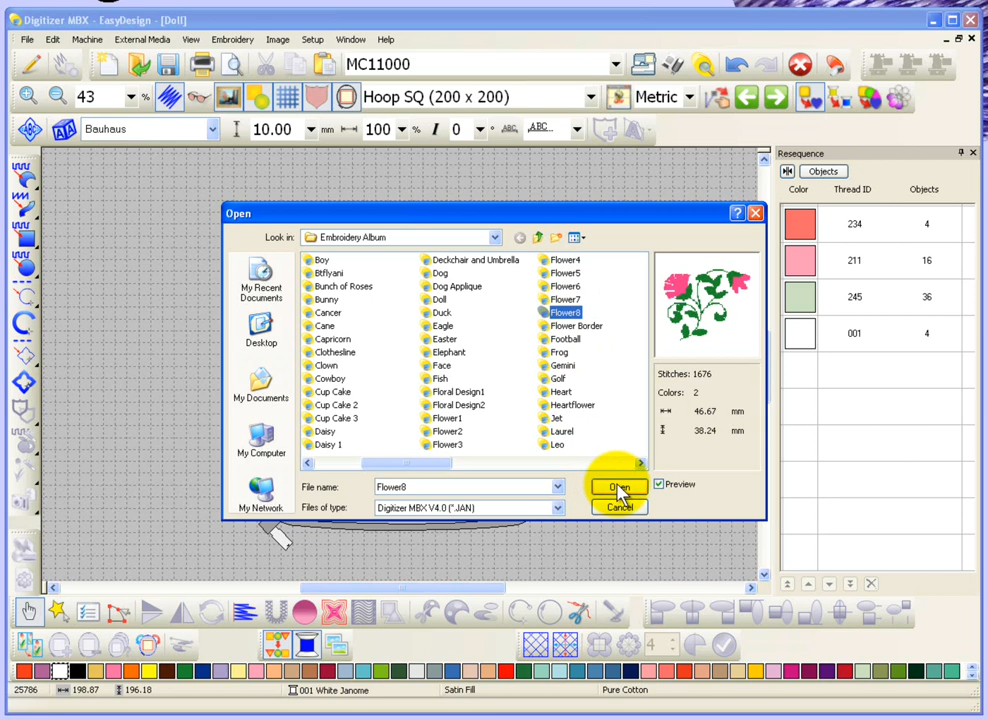 Digitizer MBX - EasyDesign - [Doll]
File Edit Machine External Media View Embroidery Image Setup Window Help
MC11000
43 % Hoop SQ (200 x 200) Metric
Bauhaus 10.00 mm 100 % I 0 ° ABC ABC...
Resequence
Objects
Color Thread ID Objects
234 4
211 16
245 36
001 4
Open
Look in: Embroidery Album
My Recent Documents
Desktop
My Documents
My Computer
My Network
Boy
Btflyani
Bunch of Roses
Bunny
Cancer
Cane
Capricorn
Clothesline
Clown
Cowboy
Cup Cake
Cup Cake 2
Cup Cake 3
Daisy
Daisy 1
Deckchair and Umbrella
Dog
Dog Applique
Doll
Duck
Eagle
Easter
Elephant
Face
Fish
Floral Design1
Floral Design2
Flower1
Flower2
Flower3
Flower4
Flower5
Flower6
Flower7
Flower8
Flower Border
Football
Frog
Gemini
Golf
Heart
Heartflower
Jet
Laurel
Leo
Stitches: 1676
Colors: 2
46.67 mm
38.24 mm
File name: Flower8 Open Preview
Files of type: Digitizer MBX V4.0 (*.JAN) Cancel
4
25786 198.87 196.18 001 White Janome Satin Fill Pure Cotton